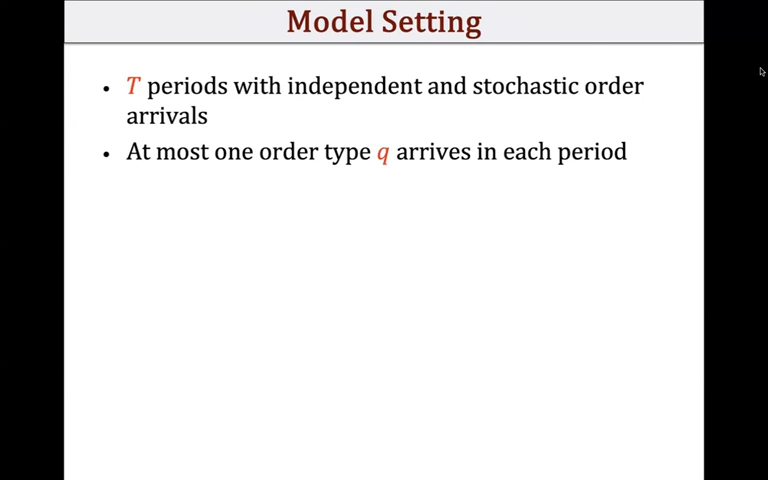 Model Setting
• T periods with independent and stochastic order
arrivals
• At most one order type q arrives in each period